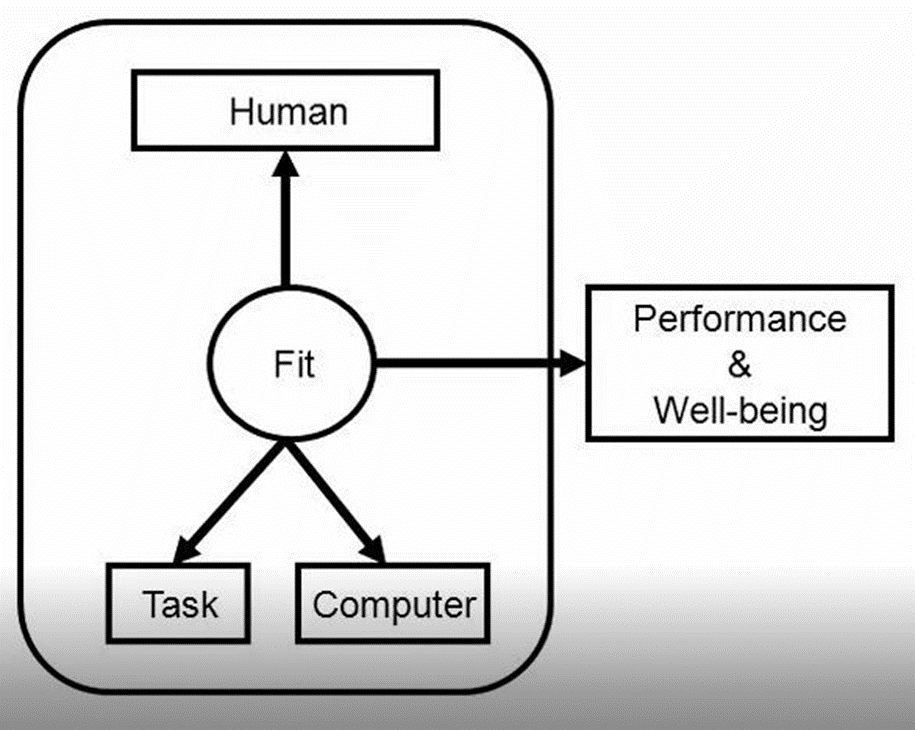 Human
Fit
Performance
&
Well-being
Task
Computer